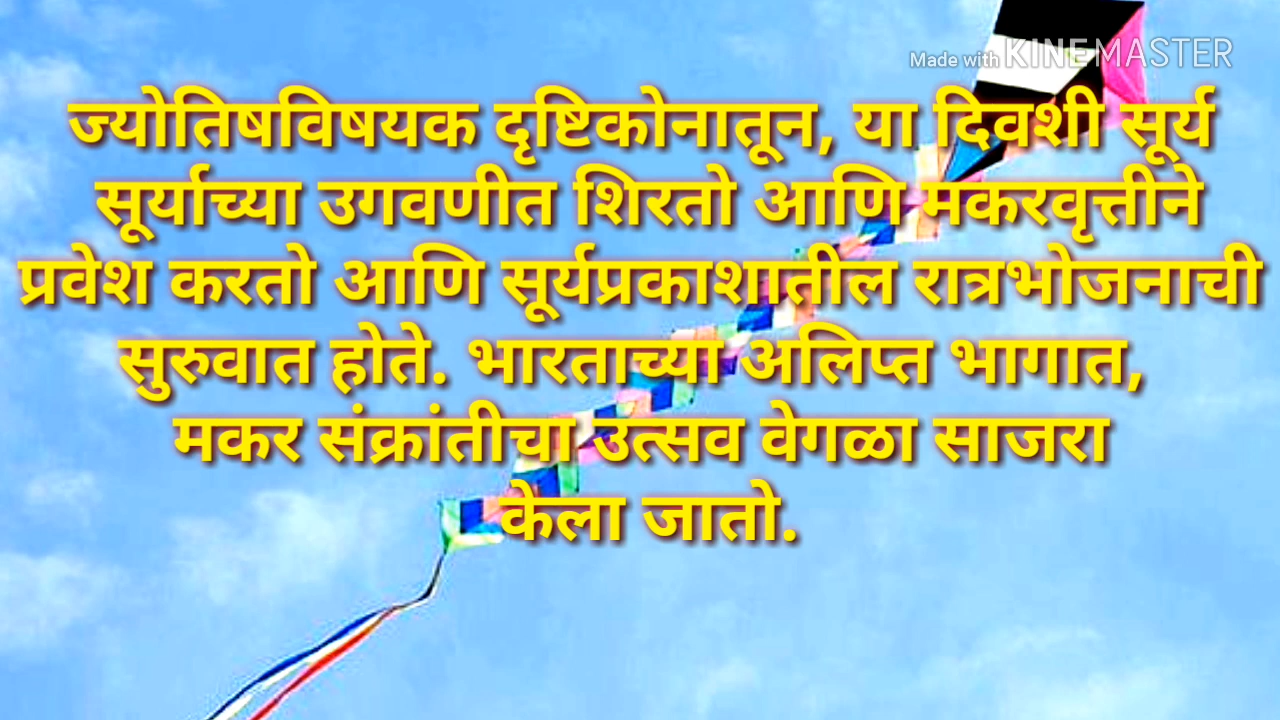 Made with KINEMASTER
ज्योतिषविषयक दृष्टिकोनातून, या दिवशी सूर्य
सूर्याच्या उगवणीत शिरतो आणि मकरवृत्तीने
प्रवेश करतो आणि सूर्यप्रकाशातील रात्रभोजनाची
सुरुवात होते. भारताच्या अलिप्त भागात,
मकर संक्रांतीचा उत्सव वेगळा साजरा
केला जातो.